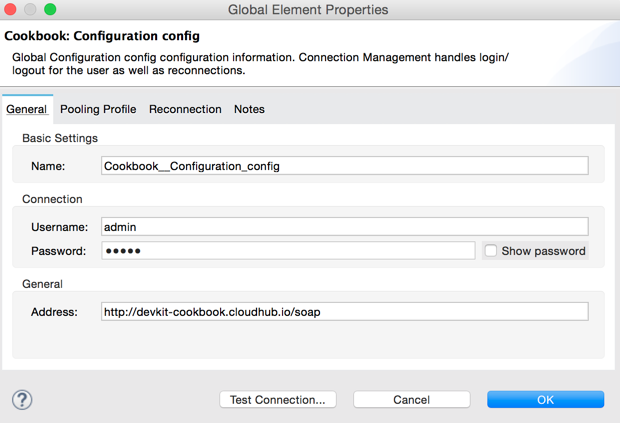 Global Element Properties
Cookbook: Configuration config
Global Configuration config configuration information. Connection Management handles login/
logout for the user as well as reconnections.
General Pooling Profile Reconnection Notes
Basic Settings
Name: Cookbook__Configuration_config
Connection
Username: admin
Password: ●●●●● Show password
General
Address: http://devkit-cookbook.cloudhub.io/soap
? Test Connection... Cancel OK